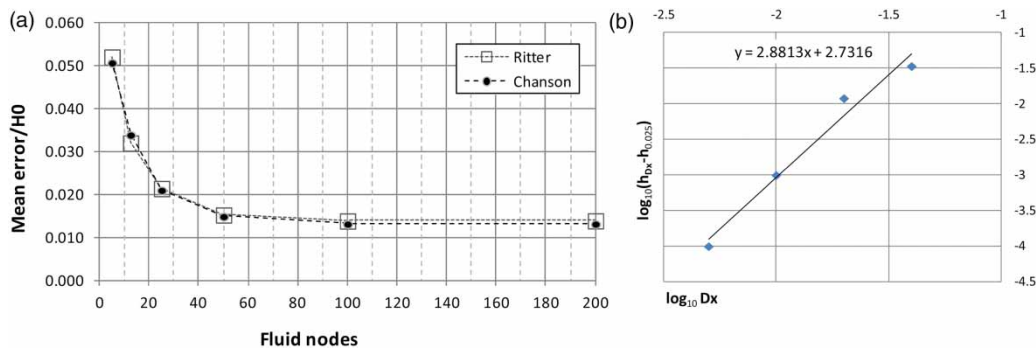 (a)
0.060
0.050
0.040
0.030
0.020
0.010
0.000
Mean error/H0
Ritter
Chanson
0 20 40 60 80 100 120 140 160 180 200
Fluid nodes
(b)
-2.5 -2 -1.5 -1
y = 2.8813x + 2.7316
-1
-1.5
-2
-2.5
-3
-3.5
-4
-4.5
log₁₀(h_Dx-h_0.025)
log₁₀ Dx